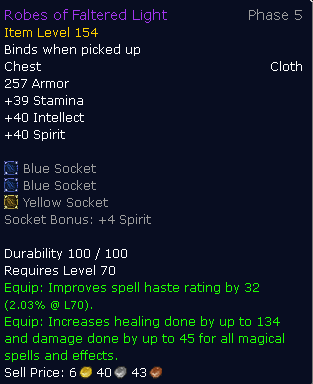 Robes of Faltered Light Phase 5
Item Level 154
Binds when picked up
Chest Cloth
257 Armor
+39 Stamina
+40 Intellect
+40 Spirit
Blue Socket
Blue Socket
Yellow Socket
Socket Bonus: +4 Spirit
Durability 100 / 100
Requires Level 70
Equip: Improves spell haste rating by 32
(2.03% @ L70).
Equip: Increases healing done by up to 134
and damage done by up to 45 for all magical
spells and effects.
Sell Price: 6 40 43